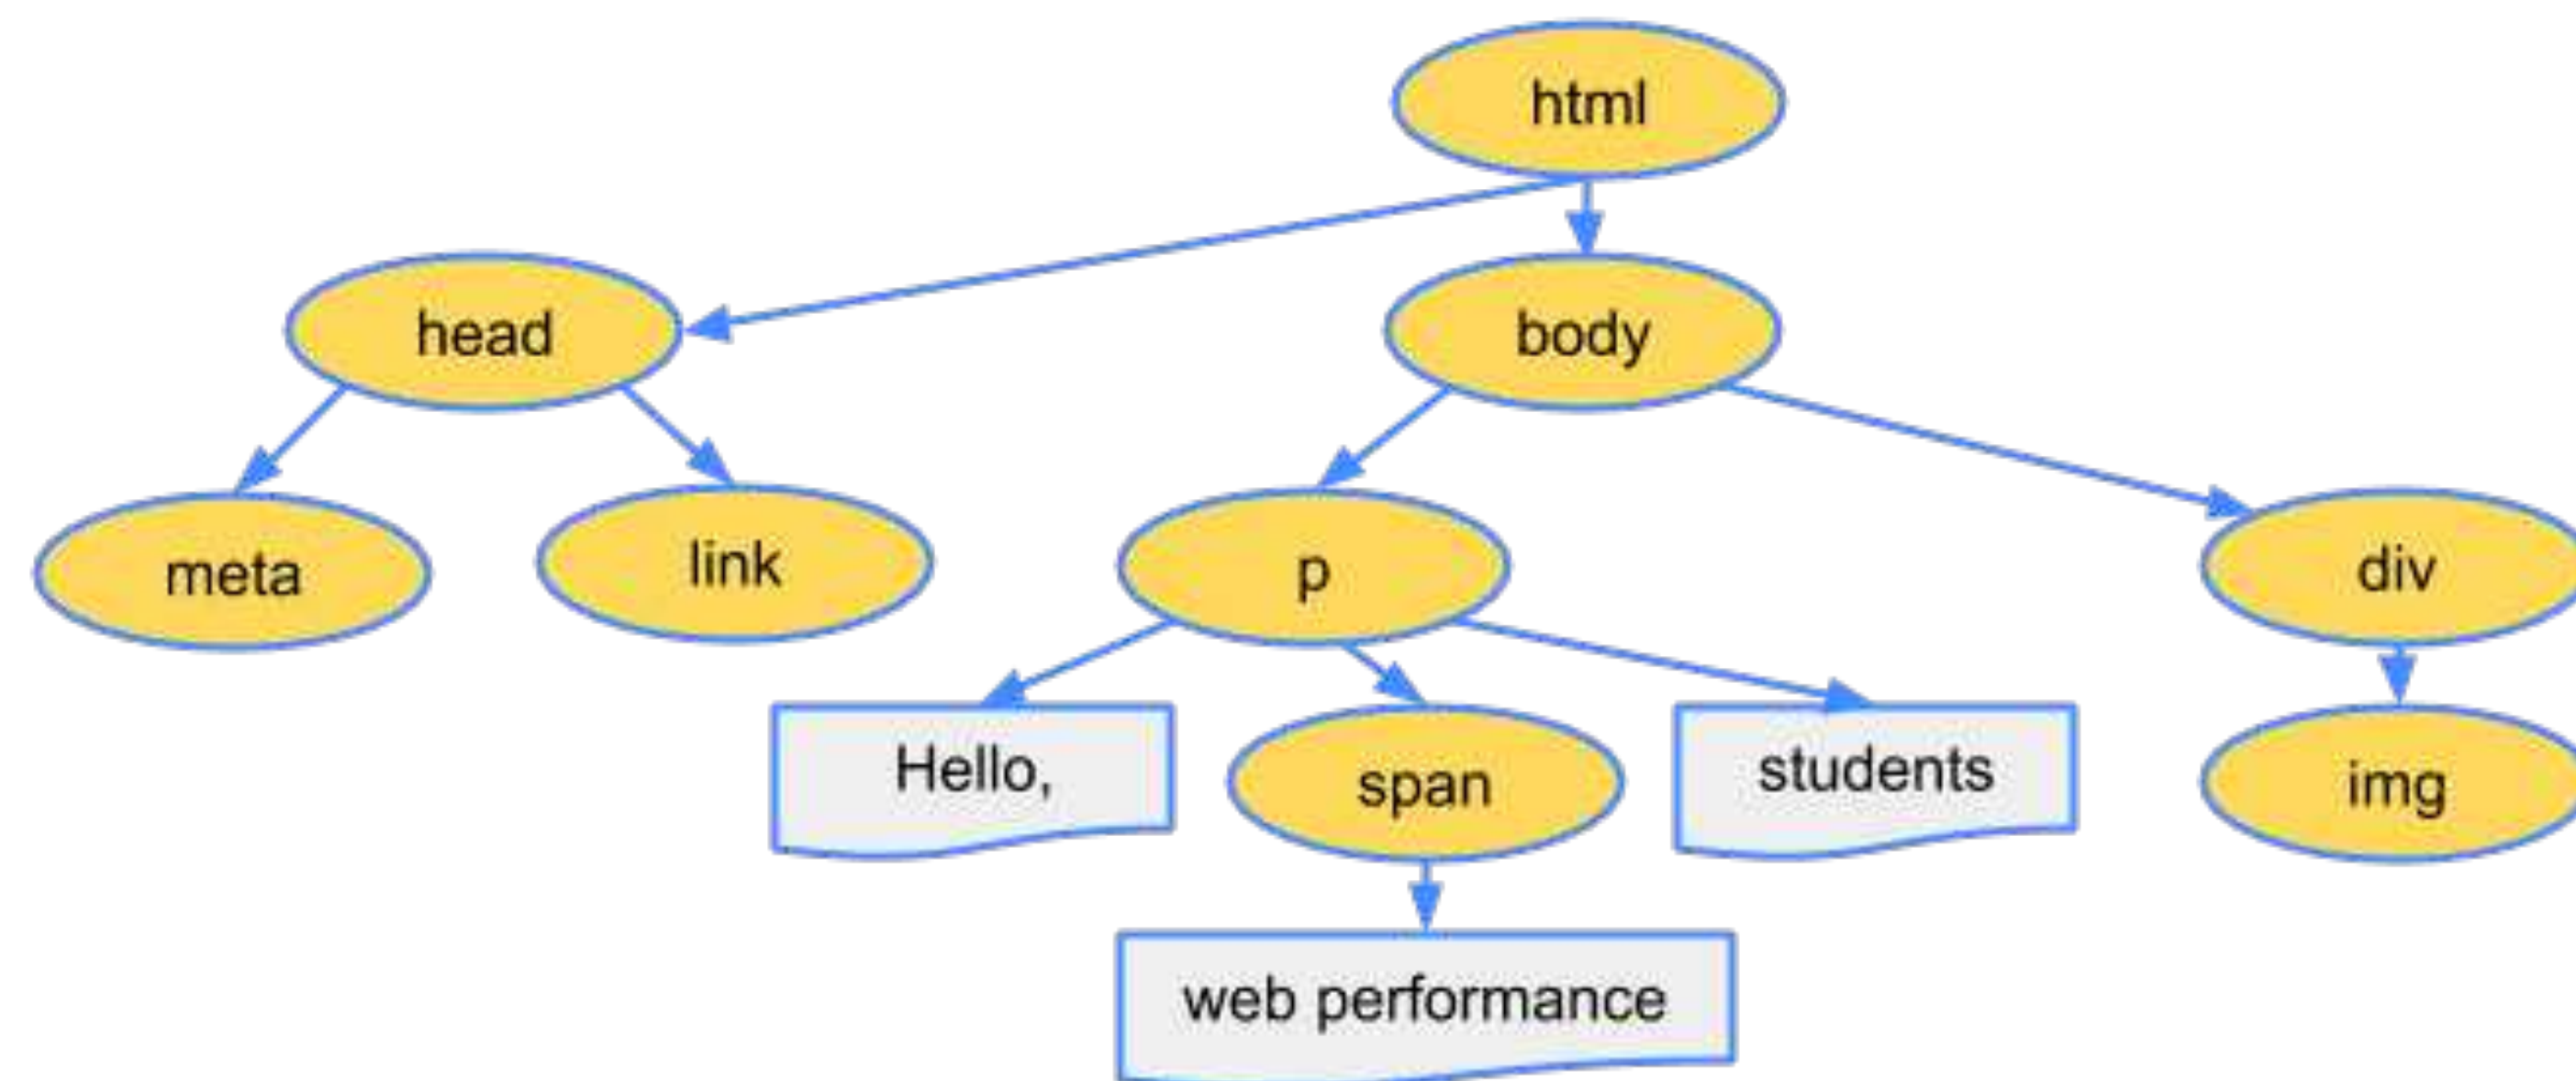 html
head
body
meta
link
p
div
Hello,
span
students
img
web performance